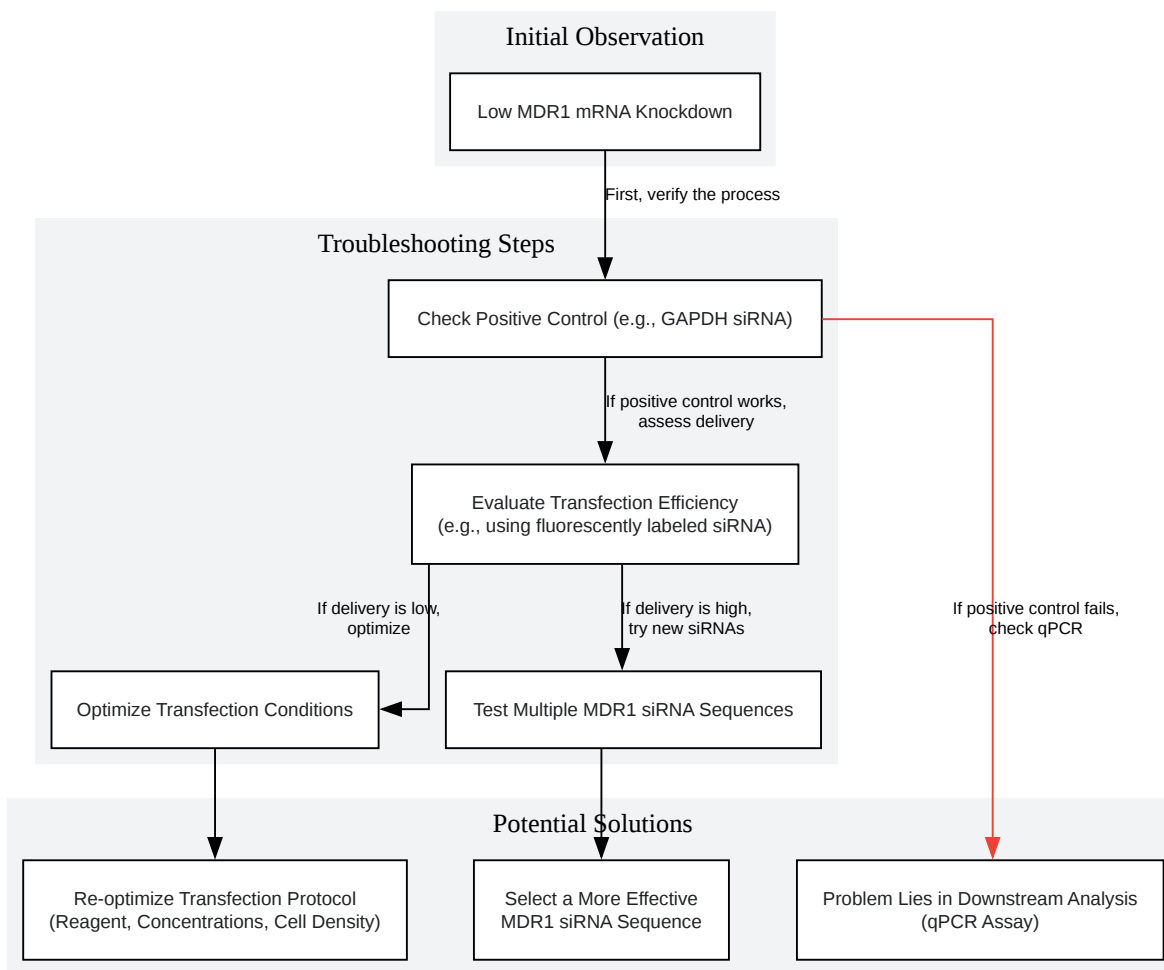 Initial Observation
Low MDR1 mRNA Knockdown
First, verify the process
Troubleshooting Steps
Check Positive Control (e.g., GAPDH siRNA)
If positive control works,
assess delivery
Evaluate Transfection Efficiency
(e.g., using fluorescently labeled siRNA)
If delivery is low,
optimize
If delivery is high,
try new siRNAs
If positive control fails,
check qPCR
Optimize Transfection Conditions
Test Multiple MDR1 siRNA Sequences
Potential Solutions
Re-optimize Transfection Protocol
(Reagent, Concentrations, Cell Density)
Select a More Effective
MDR1 siRNA Sequence
Problem Lies in Downstream Analysis
(qPCR Assay)